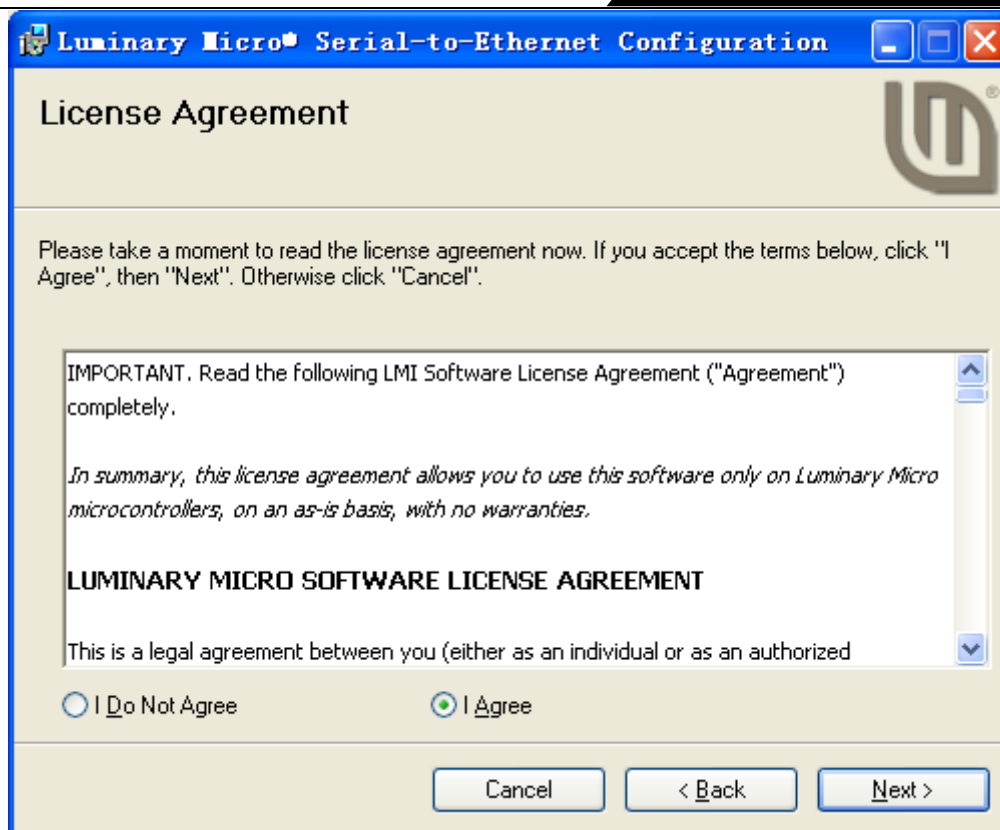 Luminary Micro® Serial-to-Ethernet Configuration
License Agreement
®
Please take a moment to read the license agreement now. If you accept the terms below, click "I
Agree", then "Next". Otherwise click "Cancel".
IMPORTANT. Read the following LMI Software License Agreement ("Agreement")
completely.
In summary, this license agreement allows you to use this software only on Luminary Micro
microcontrollers, on an as-is basis, with no warranties.
LUMINARY MICRO SOFTWARE LICENSE AGREEMENT
This is a legal agreement between you (either as an individual or as an authorized
I Do Not Agree I Agree
Cancel < Back Next >